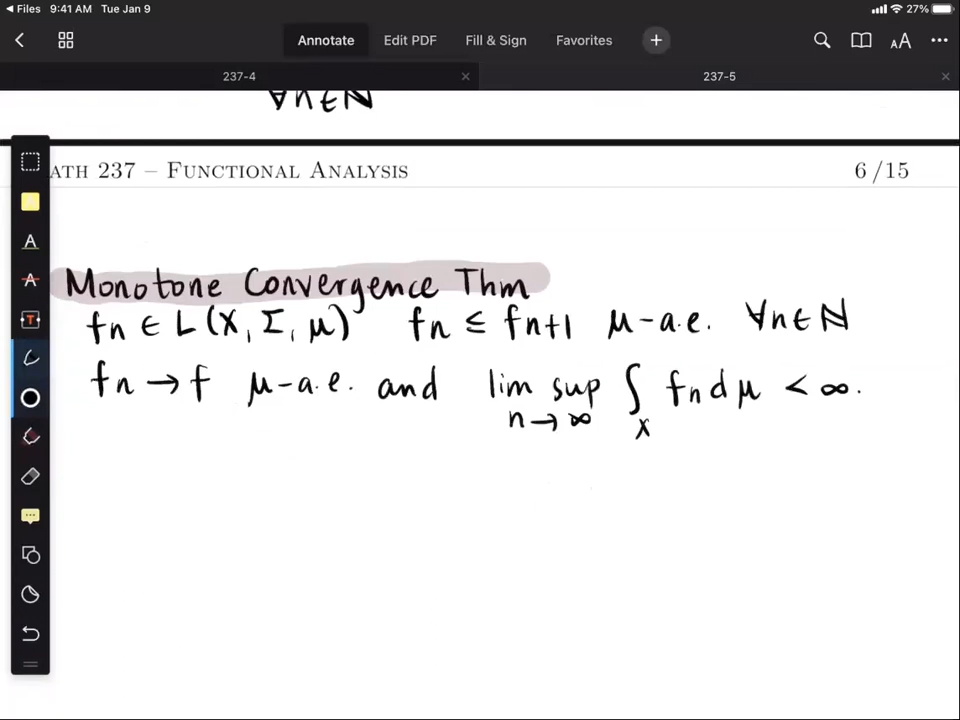 Files 9:41 AM Tue Jan 9 27%
Annotate Edit PDF Fill & Sign Favorites
237-4 237-5
∀n∈ℕ
ATH 237 – FUNCTIONAL ANALYSIS 6/15
Monotone Convergence Thm
fn ∈ L(X, Σ, μ) fn ≤ fn+1 μ-a.e. ∀n∈ℕ
fn → f μ-a.e. and lim sup n→∞ ∫X fn dμ < ∞.